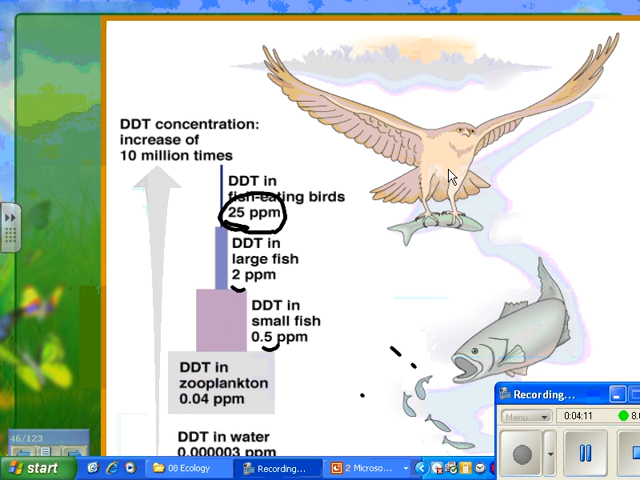 DDT concentration:
increase of
10 million times
DDT in
fish-eating birds
25 ppm
DDT in
large fish
2 ppm
DDT in
small fish
0.5 ppm
DDT in
zooplankton
0.04 ppm
DDT in water
0.000003 ppm
46/123
Recording...
Menu
0:04:11
8.0
start
08 Ecology
Recording...
2 Microso...